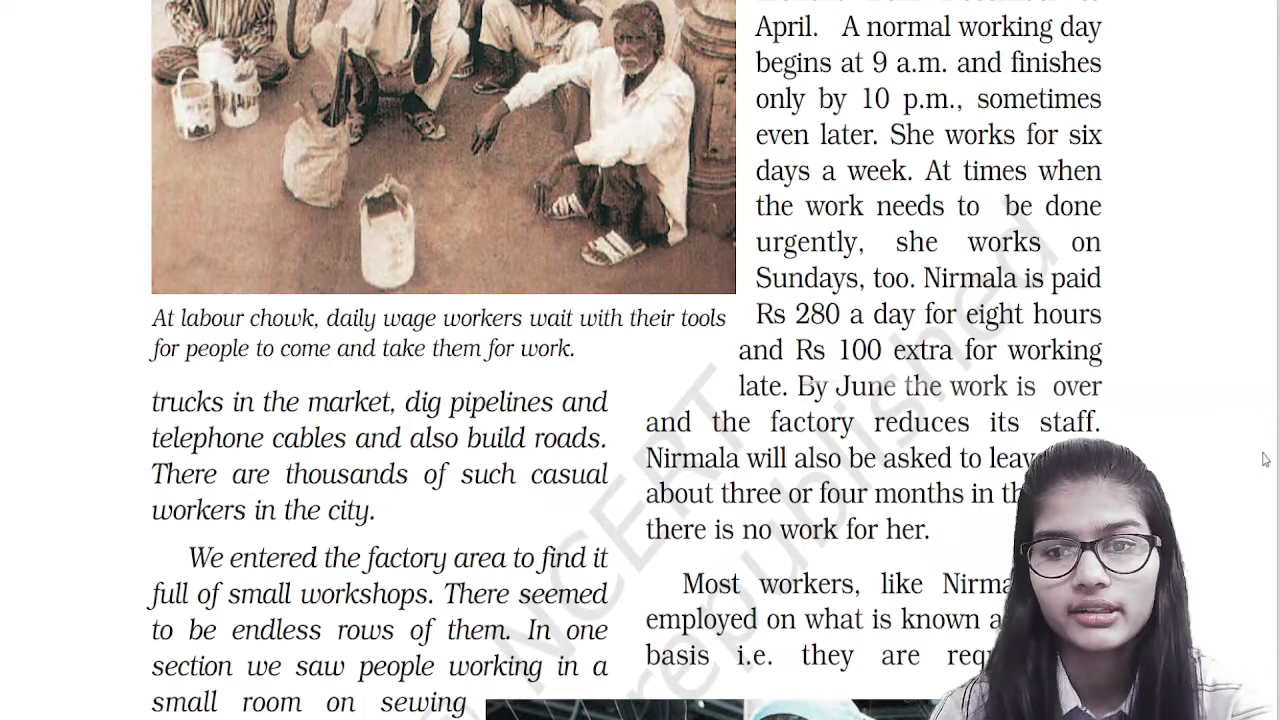 April. A normal working day
begins at 9 a.m. and finishes
only by 10 p.m., sometimes
even later. She works for six
days a week. At times when
the work needs to be done
urgently, she works on
Sundays, too. Nirmala is paid
Rs 280 a day for eight hours
and Rs 100 extra for working
late. By June the work is over
and the factory reduces its staff.
Nirmala will also be asked to
about three or four months in
there is no work for her.
Most workers, like
employed on what is known
basis i.e. they are
At labour chowk, daily wage workers wait with their tools
for people to come and take them for work.
trucks in the market, dig pipelines and
telephone cables and also build roads.
There are thousands of such casual
workers in the city.
We entered the factory area to find it
full of small workshops. There seemed
to be endless rows of them. In one
section we saw people working in a
small room on sewing
NCERT
republished